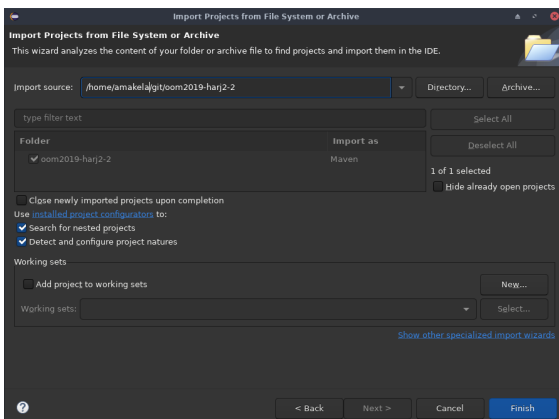 Import Projects from File System or Archive
Import Projects from File System or Archive
This wizard analyzes the content of your folder or archive file to find projects and import them in the IDE.
Import source: /home/amakela/git/oom2019-harj2-2 Directory... Archive...
type filter text Select All
Folder Import as Deselect All
oom2019-harj2-2 Maven
1 of 1 selected
Hide already open projects
Close newly imported projects upon completion
Use installed project configurators to:
Search for nested projects
Detect and configure project natures
Working sets
Add project to working sets New...
Working sets: Select...
Show other specialized import wizards
? < Back Next > Cancel Finish